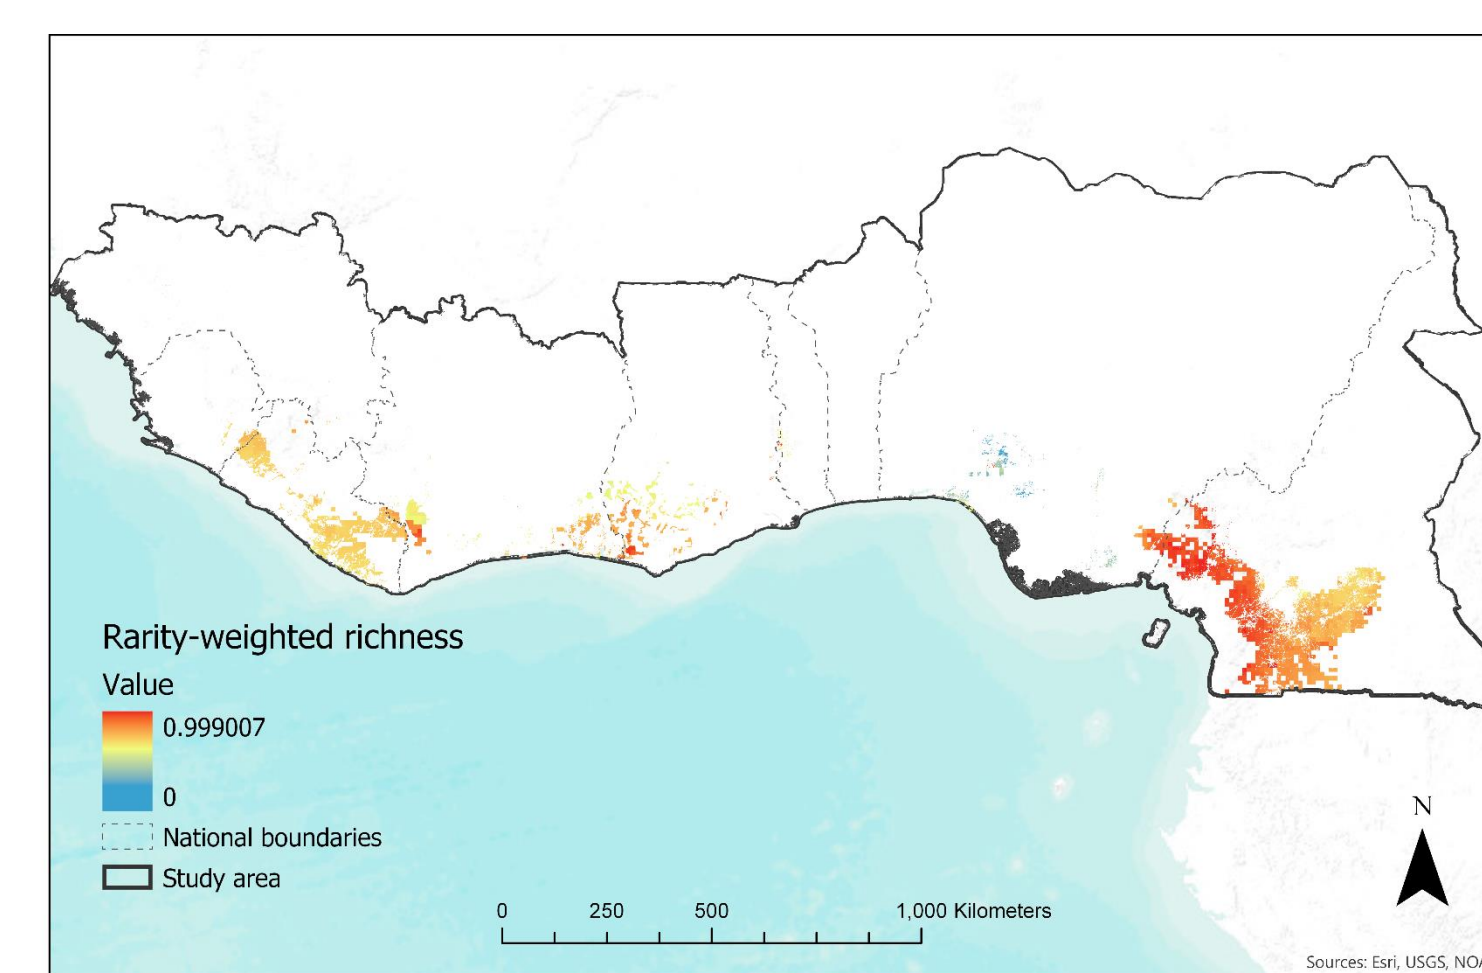 Rarity-weighted richness
Value
0.999007
0
National boundaries
Study area
0 250 500 1,000 Kilometers
N
Sources: Esri, USGS,